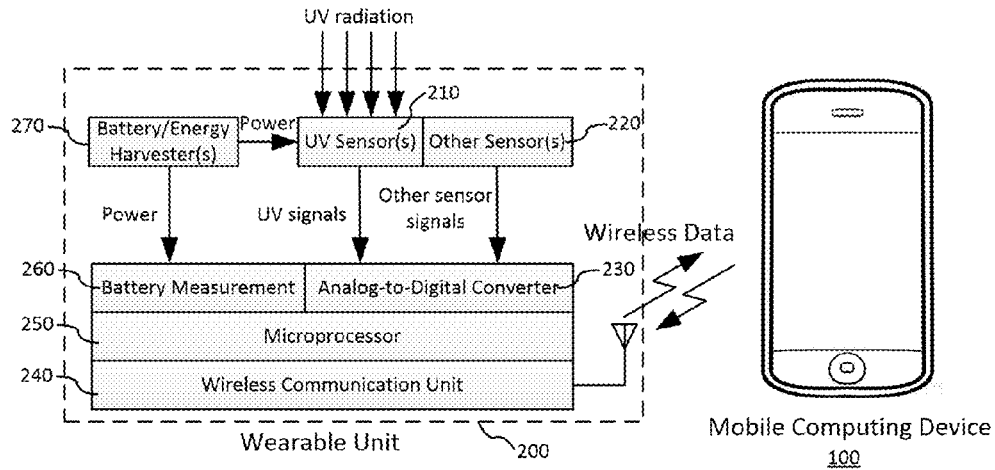 UV radiation
210
270
Battery/Energy
Harvester(s)
Power
UV Sensor(s)
Other Sensor(s)
220
Power
UV signals
Other sensor
signals
Wireless Data
260
Battery Measurement
Analog-to-Digital Converter
230
250
Microprocessor
240
Wireless Communication Unit
Wearable Unit
200
Mobile Computing Device
100